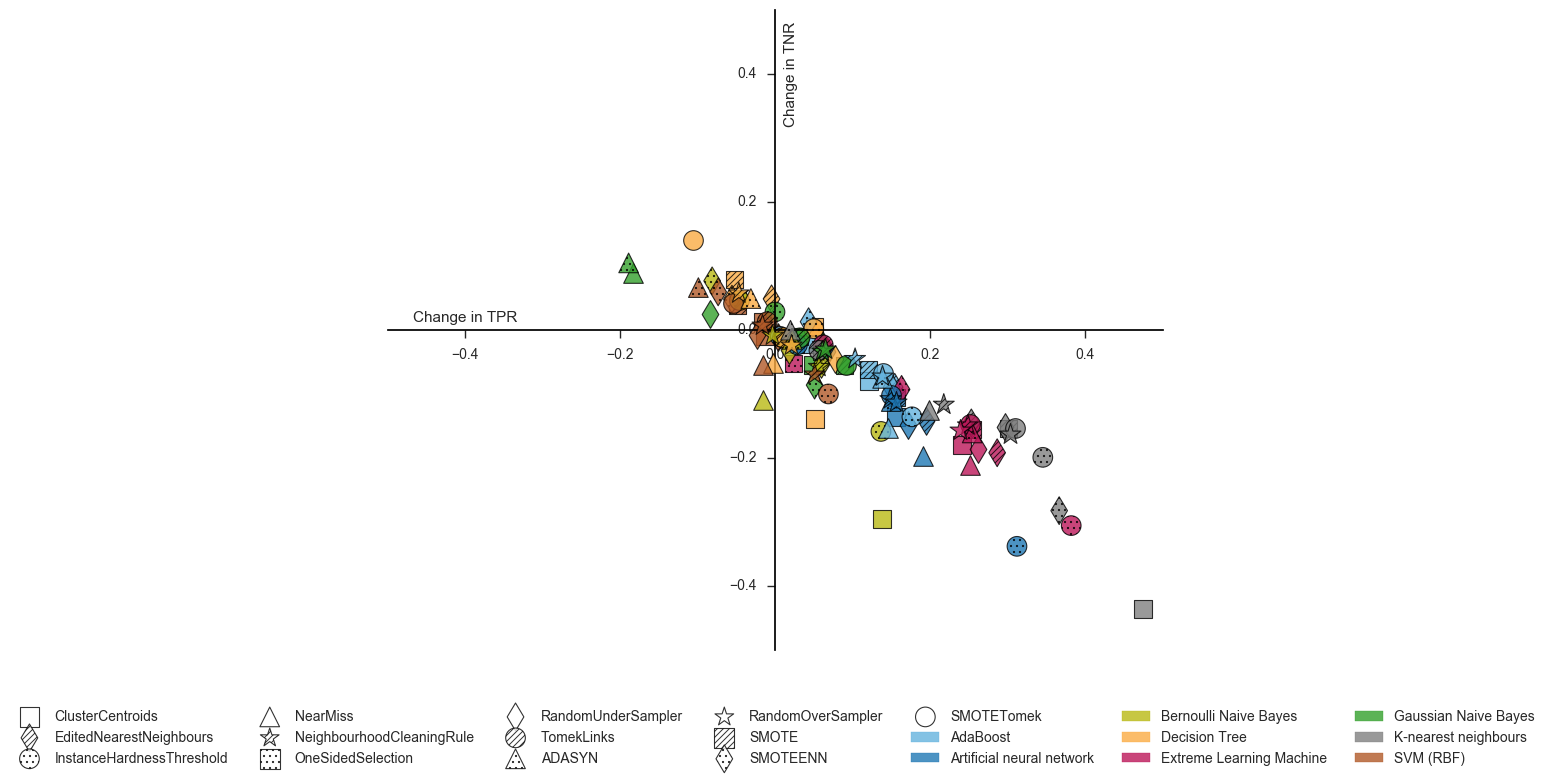 Change in TNR
0.4
0.2
Change in TPR
0.0
−0.4
−0.2
0.0
0.2
0.4
−0.2
−0.4
ClusterCentroids
NearMiss
RandomUnderSampler
RandomOverSampler
SMOTETomek
Bernoulli Naive Bayes
Gaussian Naive Bayes
EditedNearestNeighbours
NeighbourhoodCleaningRule
TomekLinks
SMOTE
AdaBoost
Decision Tree
K-nearest neighbours
InstanceHardnessThreshold
OneSidedSelection
ADASYN
SMOTEENN
Artificial neural network
Extreme Learning Machine
SVM (RBF)